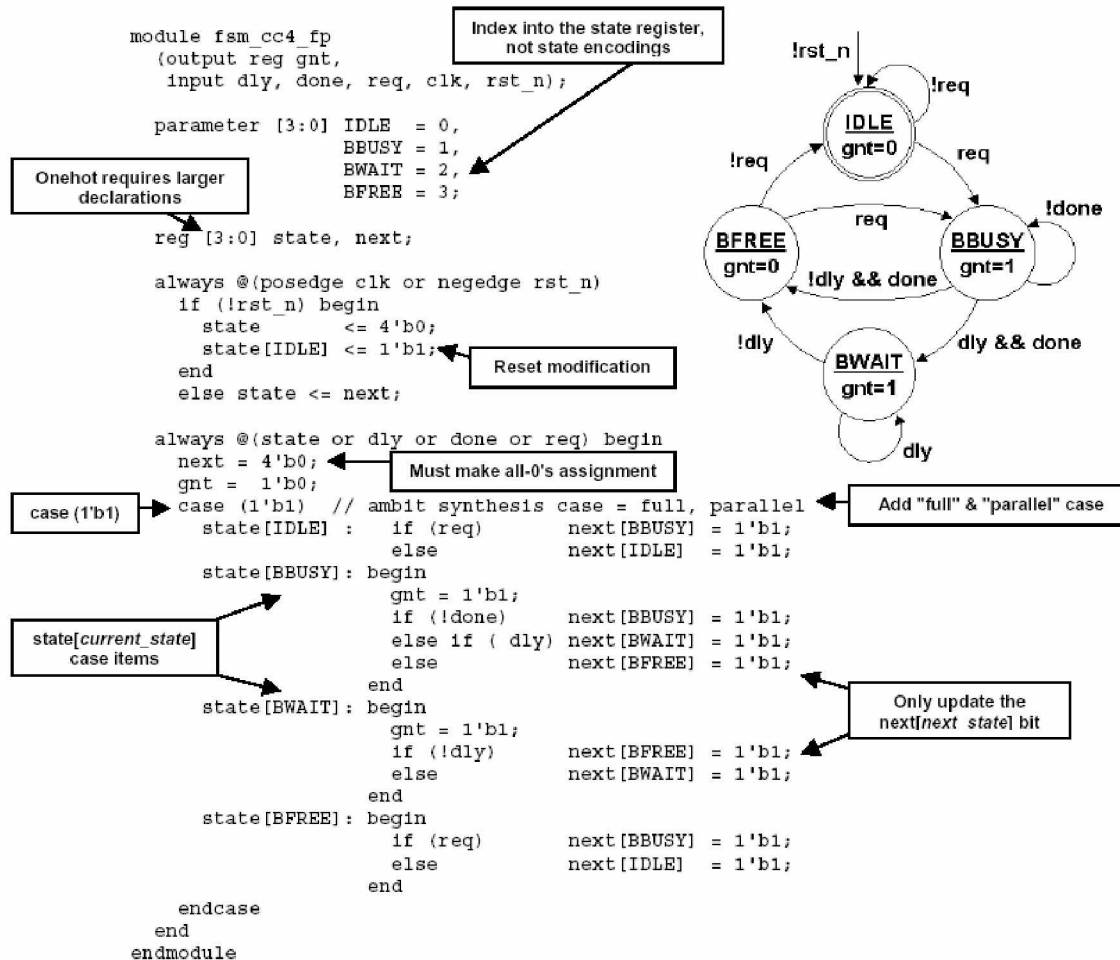 module fsm_cc4_fp
(output reg gnt,
input dly, done, req, clk, rst_n);
parameter [3:0] IDLE = 0,
BBUSY = 1,
BWAIT = 2,
BFREE = 3;
reg [3:0] state, next;
always @(posedge clk or negedge rst_n)
if (!rst_n) begin
state <= 4'b0;
state[IDLE] <= 1'b1;
end
else state <= next;
always @(state or dly or done or req) begin
next = 4'b0;
gnt = 1'b0;
case (1'b1) // ambit synthesis case = full, parallel
state[IDLE] : if (req) next[BBUSY] = 1'b1;
else next[IDLE] = 1'b1;
state[BBUSY]: begin
gnt = 1'b1;
if (!done) next[BBUSY] = 1'b1;
else if ( dly) next[BWAIT] = 1'b1;
else next[BFREE] = 1'b1;
end
state[BWAIT]: begin
gnt = 1'b1;
if (!dly) next[BFREE] = 1'b1;
else next[BWAIT] = 1'b1;
end
state[BFREE]: begin
if (req) next[BBUSY] = 1'b1;
else next[IDLE] = 1'b1;
end
endcase
end
endmodule
Index into the state register,
not state encodings
Onehot requires larger
declarations
Reset modification
Must make all-0's assignment
case (1'b1)
Add "full" & "parallel" case
state[current_state]
case items
Only update the
next[next state] bit
!rst_n
!req
IDLE
gnt=0
!req
req
req
!done
BFREE
gnt=0
BBUSY
gnt=1
!dly && done
!dly
dly && done
BWAIT
gnt=1
dly